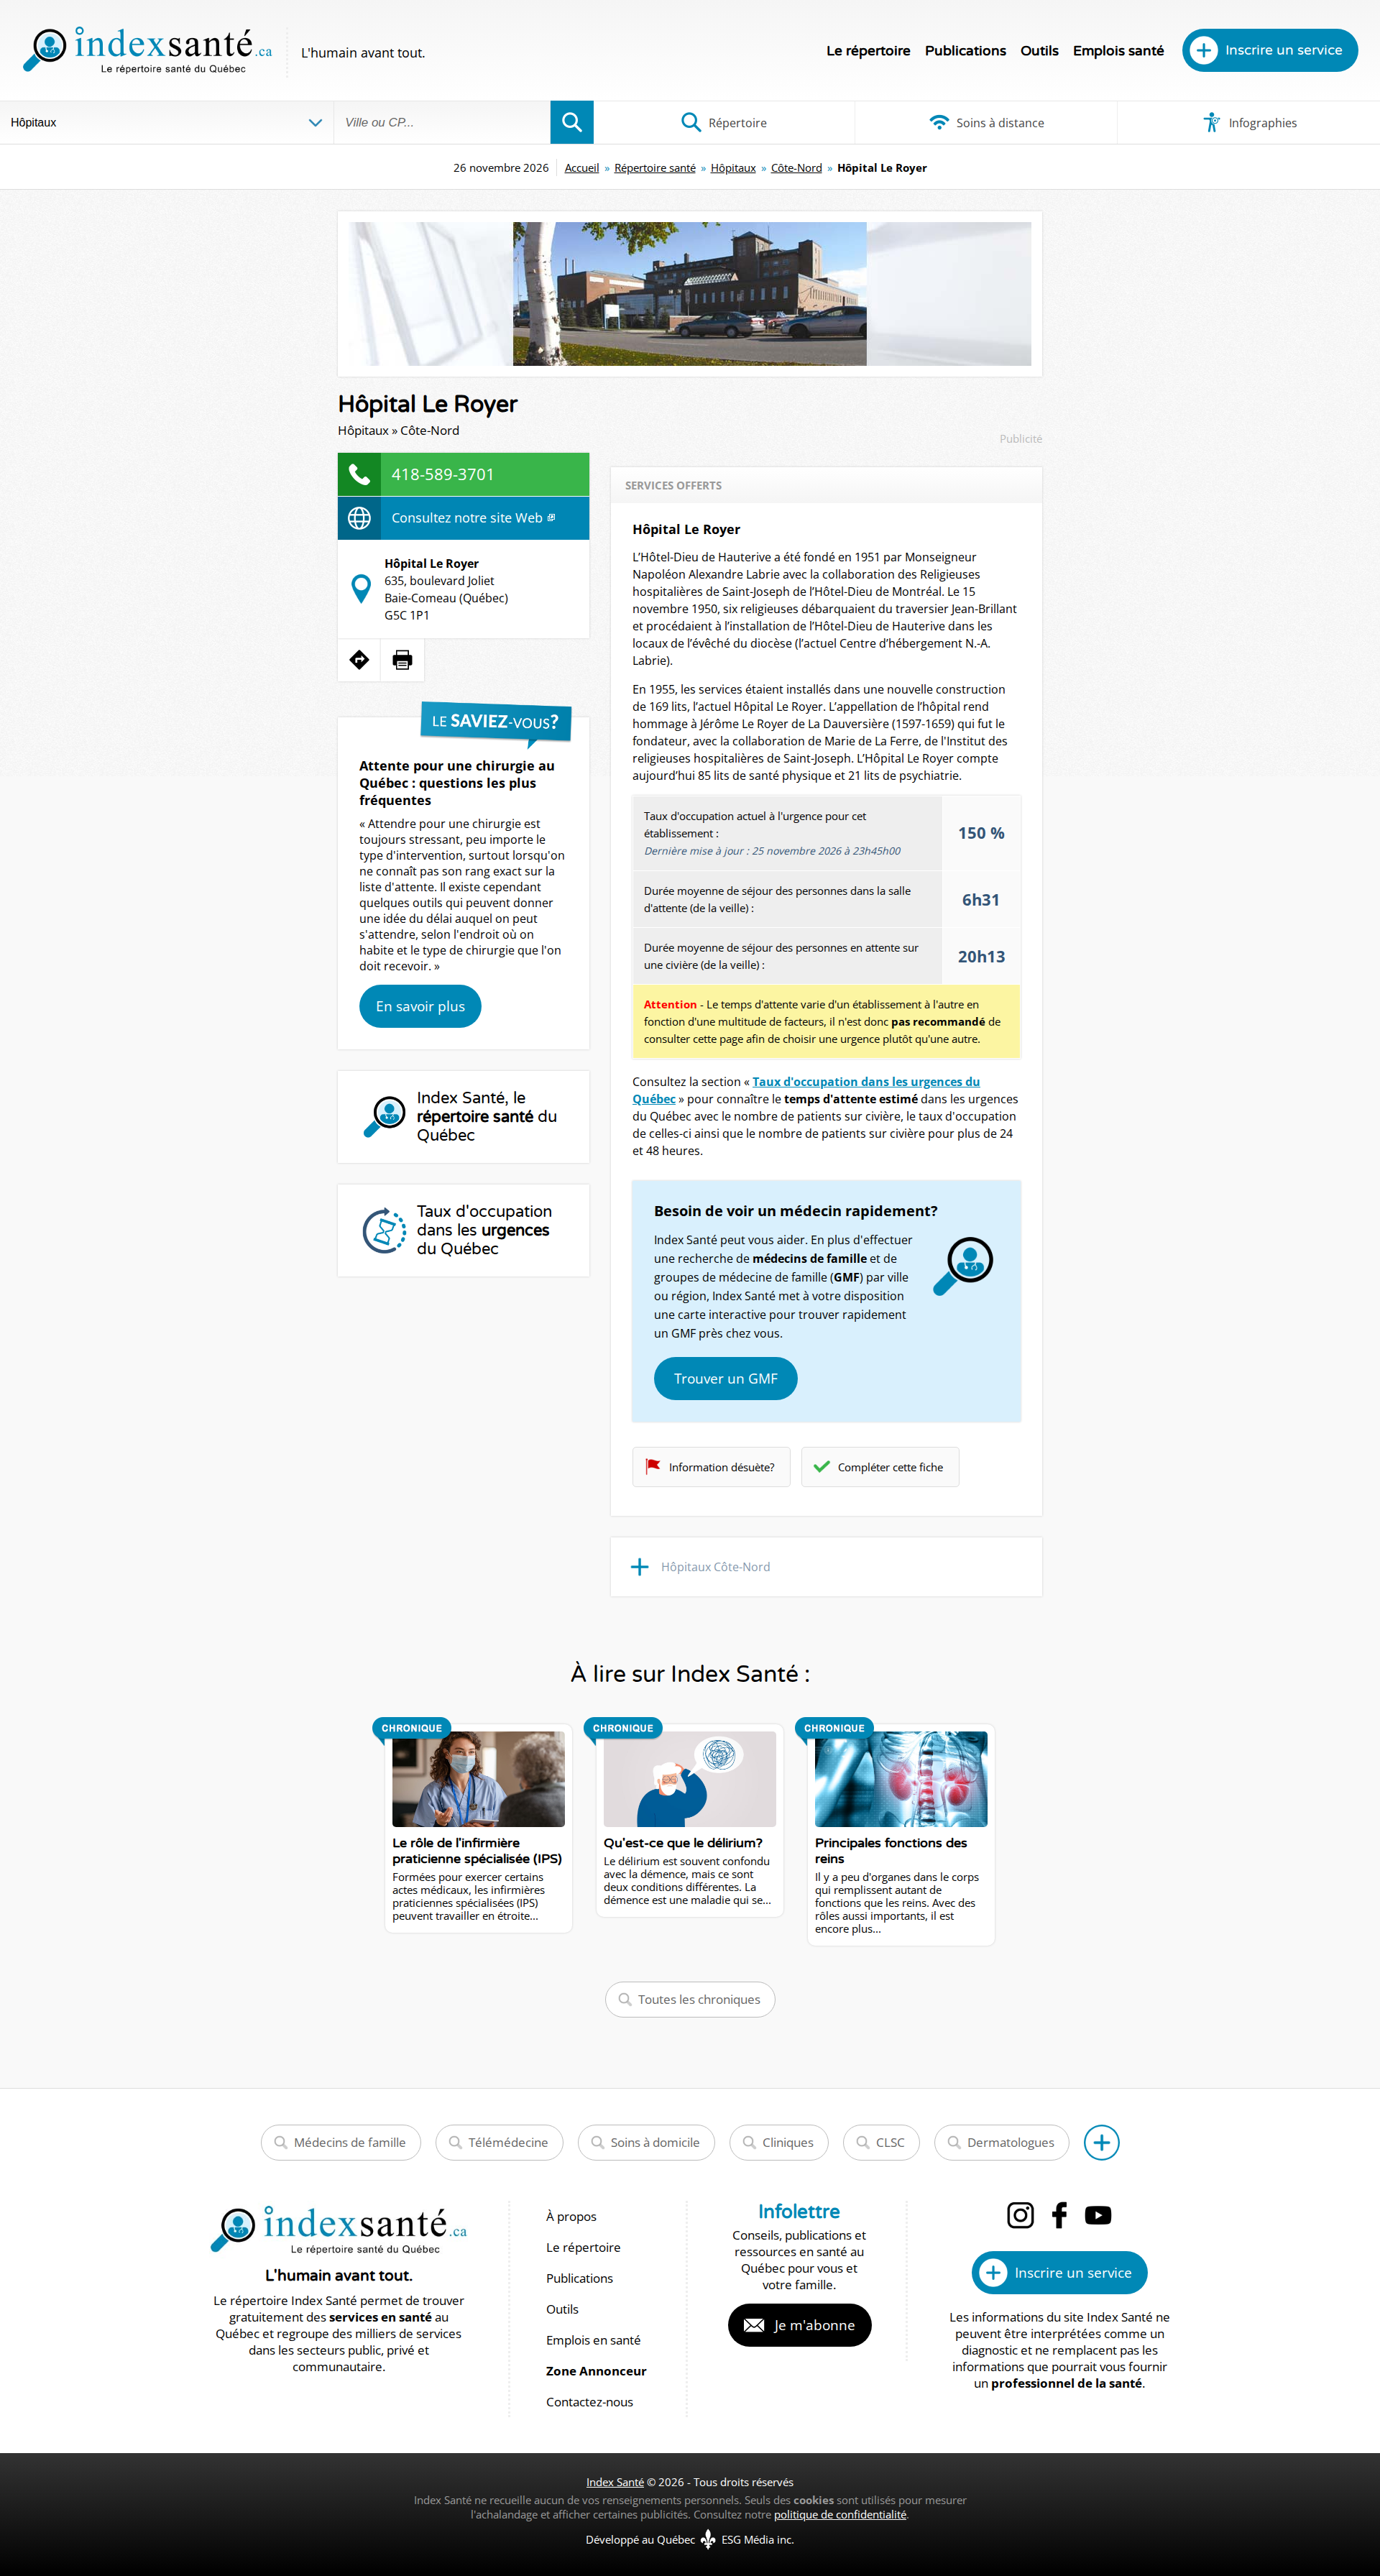 indexsanté.ca
Le répertoire santé du Québec
L'humain avant tout.
Le répertoire
Publications
Outils
Emplois santé
Inscrire un service
Hôpitaux
Ville ou CP...
Répertoire
Soins à distance
Infographies
26 novembre 2026
Accueil » Répertoire santé » Hôpitaux » Côte-Nord » Hôpital Le Royer
Hôpital Le Royer
Hôpitaux » Côte-Nord
Publicité
418-589-3701
Consultez notre site Web
Hôpital Le Royer
635, boulevard Joliet
Baie-Comeau (Québec)
G5C 1P1
LE SAVIEZ-VOUS?
Attente pour une chirurgie au
Québec : questions les plus
fréquentes
« Attendre pour une chirurgie est
toujours stressant, peu importe le
type d'intervention, surtout lorsqu'on
ne connaît pas son rang exact sur la
liste d'attente. Il existe cependant
quelques outils qui peuvent donner
une idée du délai auquel on peut
s'attendre, selon l'endroit où on
habite et le type de chirurgie que l'on
doit recevoir. »
En savoir plus
Index Santé, le
répertoire santé du
Québec
Taux d'occupation
dans les urgences
du Québec
SERVICES OFFERTS
Hôpital Le Royer
L’Hôtel-Dieu de Hauterive a été fondé en 1951 par Monseigneur
Napoléon Alexandre Labrie avec la collaboration des Religieuses
hospitalières de Saint-Joseph de l’Hôtel-Dieu de Montréal. Le 15
novembre 1950, six religieuses débarquaient du traversier Jean-Brillant
et procédaient à l’installation de l’Hôtel-Dieu de Hauterive dans les
locaux de l’évêché du diocèse (l’actuel Centre d’hébergement N.-A.
Labrie).
En 1955, les services étaient installés dans une nouvelle construction
de 169 lits, l’actuel Hôpital Le Royer. L’appellation de l’hôpital rend
hommage à Jérôme Le Royer de La Dauversière (1597-1659) qui fut le
fondateur, avec la collaboration de Marie de La Ferre, de l'Institut des
religieuses hospitalières de Saint-Joseph. L’Hôpital Le Royer compte
aujourd’hui 85 lits de santé physique et 21 lits de psychiatrie.
Taux d'occupation actuel à l'urgence pour cet
établissement :
Dernière mise à jour : 25 novembre 2026 à 23h45h00
150 %
Durée moyenne de séjour des personnes dans la salle
d'attente (de la veille) :
6h31
Durée moyenne de séjour des personnes en attente sur
une civière (de la veille) :
20h13
Attention - Le temps d'attente varie d'un établissement à l'autre en
fonction d'une multitude de facteurs, il n'est donc pas recommandé de
consulter cette page afin de choisir une urgence plutôt qu'une autre.
Consultez la section « Taux d'occupation dans les urgences du
Québec » pour connaître le temps d'attente estimé dans les urgences
du Québec avec le nombre de patients sur civière, le taux d'occupation
de celles-ci ainsi que le nombre de patients sur civière pour plus de 24
et 48 heures.
Besoin de voir un médecin rapidement?
Index Santé peut vous aider. En plus d'effectuer
une recherche de médecins de famille et de
groupes de médecine de famille (GMF) par ville
ou région, Index Santé met à votre disposition
une carte interactive pour trouver rapidement
un GMF près chez vous.
Trouver un GMF
Information désuète?
Compléter cette fiche
Hôpitaux Côte-Nord
À lire sur Index Santé :
CHRONIQUE
Le rôle de l'infirmière
praticienne spécialisée (IPS)
Formées pour exercer certains
actes médicaux, les infirmières
praticiennes spécialisées (IPS)
peuvent travailler en étroite...
CHRONIQUE
Qu'est-ce que le délirium?
Le délirium est souvent confondu
avec la démence, mais ce sont
deux conditions différentes. La
démence est une maladie qui se...
CHRONIQUE
Principales fonctions des
reins
Il y a peu d'organes dans le corps
qui remplissent autant de
fonctions que les reins. Avec des
rôles aussi importants, il est
encore plus...
Toutes les chroniques
Médecins de famille
Télémédecine
Soins à domicile
Cliniques
CLSC
Dermatologues
indexsanté.ca
Le répertoire santé du Québec
L'humain avant tout.
Le répertoire Index Santé permet de trouver
gratuitement des services en santé au
Québec et regroupe des milliers de services
dans les secteurs public, privé et
communautaire.
À propos
Le répertoire
Publications
Outils
Emplois en santé
Zone Annonceur
Contactez-nous
Infolettre
Conseils, publications et
ressources en santé au
Québec pour vous et
votre famille.
Je m'abonne
Inscrire un service
Les informations du site Index Santé ne
peuvent être interprétées comme un
diagnostic et ne remplacent pas les
informations que pourrait vous fournir
un professionnel de la santé.
Index Santé © 2026 - Tous droits réservés
Index Santé ne recueille aucun de vos renseignements personnels. Seuls des cookies sont utilisés pour mesurer
l'achalandage et afficher certaines publicités. Consultez notre politique de confidentialité.
Développé au Québec ESG Média inc.